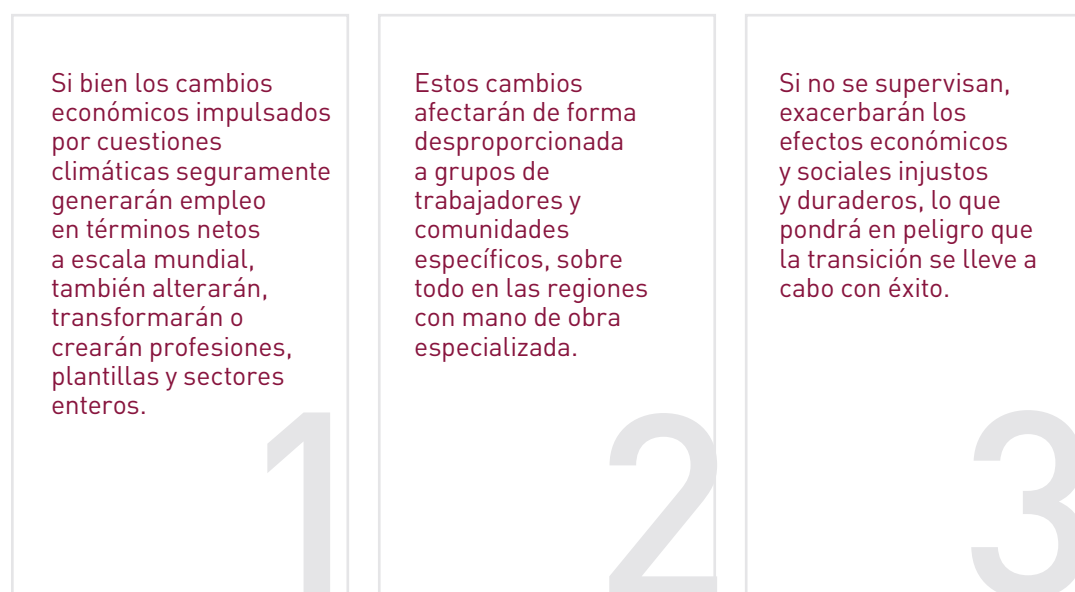 Si bien los cambios
económicos impulsados
por cuestiones
climáticas seguramente
generarán empleo
en términos netos
a escala mundial,
también alterarán,
transformarán o
crearán profesiones,
plantillas y sectores
enteros.
1
Estos cambios
afectarán de forma
desproporcionada
a grupos de
trabajadores y
comunidades
específicos, sobre
todo en las regiones
con mano de obra
especializada.
2
Si no se supervisan,
exacerbarán los
efectos económicos
y sociales injustos
y duraderos, lo que
pondrá en peligro que
la transición se lleve a
cabo con éxito.
3